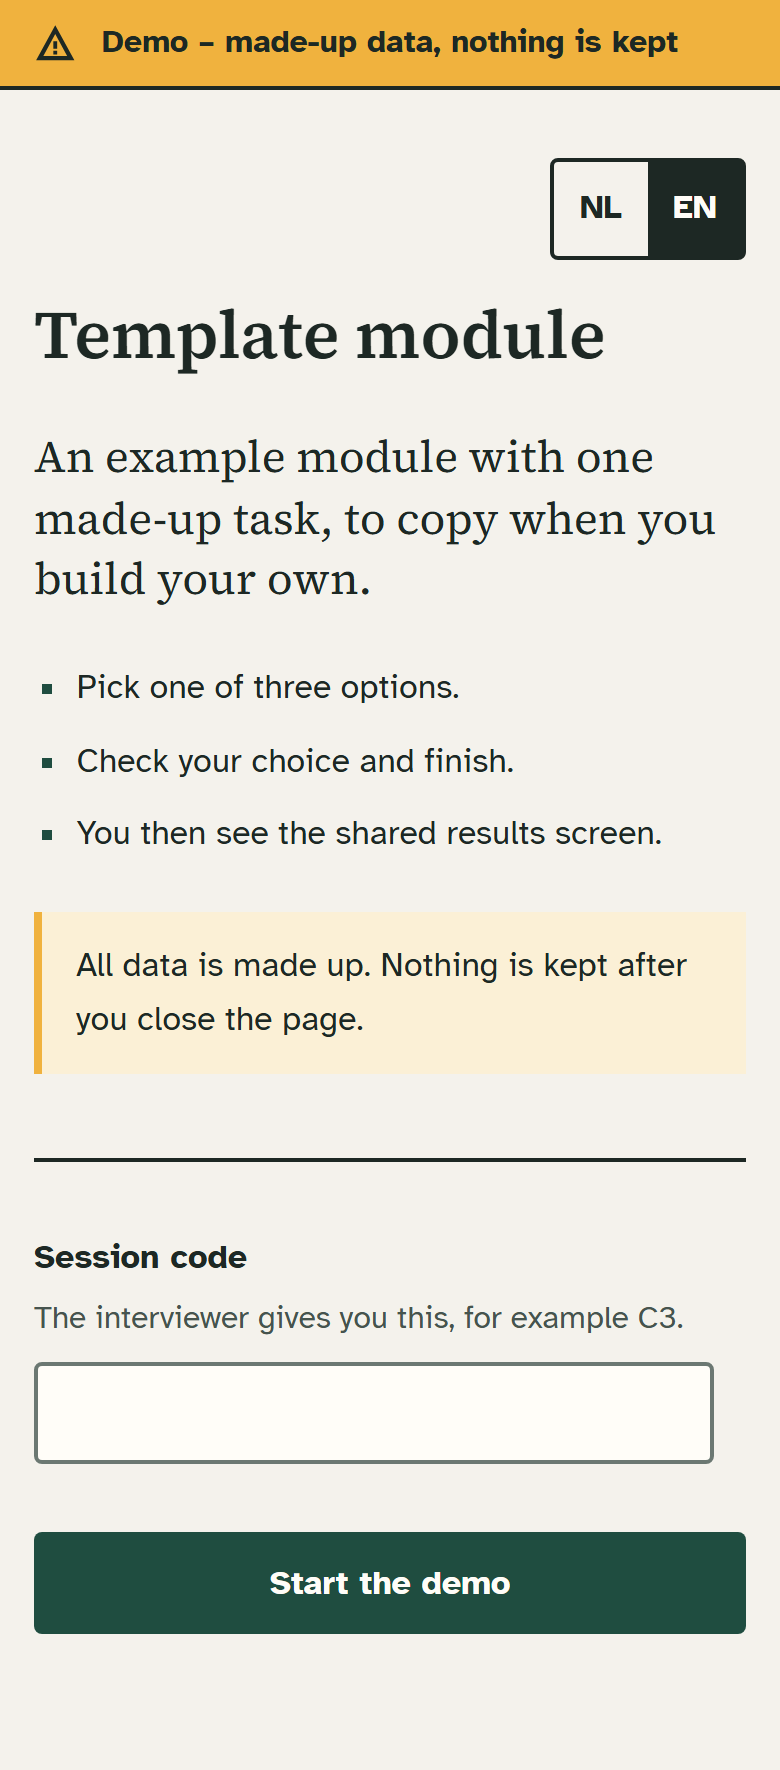 Demo – made-up data, nothing is kept
NL EN
Template module
An example module with one
made-up task, to copy when you
build your own.
Pick one of three options.
Check your choice and finish.
You then see the shared results screen.
All data is made up. Nothing is kept after
you close the page.
Session code
The interviewer gives you this, for example C3.
Start the demo